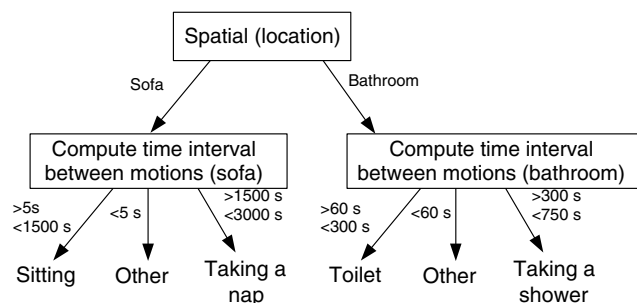 Spatial (location)
Sofa
Bathroom
Compute time interval
between motions (sofa)
Compute time interval
between motions (bathroom)
>5s
<1500 s
<5 s
>1500 s
<3000 s
>60 s
<300 s
<60 s
>300 s
<750 s
Sitting
Other
Taking a
nap
Toilet
Other
Taking a
shower